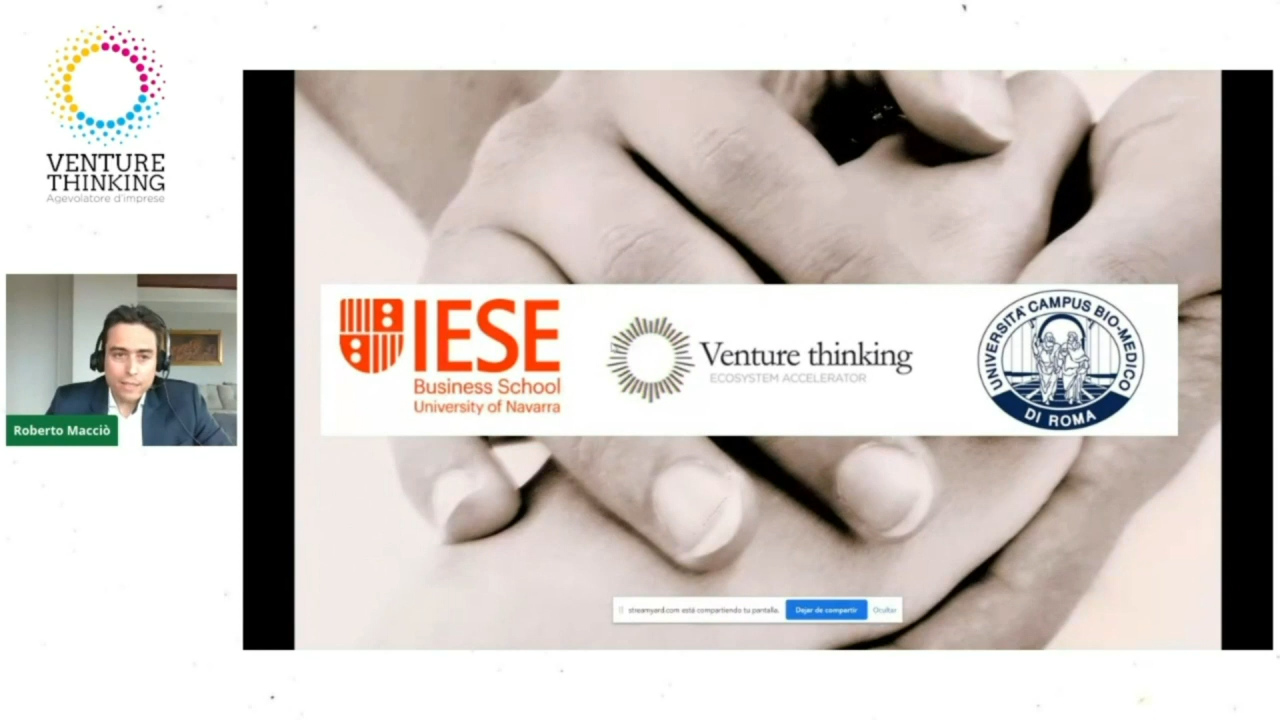 VENTURE
THINKING
Agevolatore d'imprese
Roberto Macciò
IESE
Business School
University of Navarra
Venture thinking
ECOSYSTEM ACCELERATOR
UNIVERSITÀ CAMPUS BIO-MEDICO
DI ROMA
streamyard.com está compartiendo tu pantalla.
Dejar de compartir
Ocultar